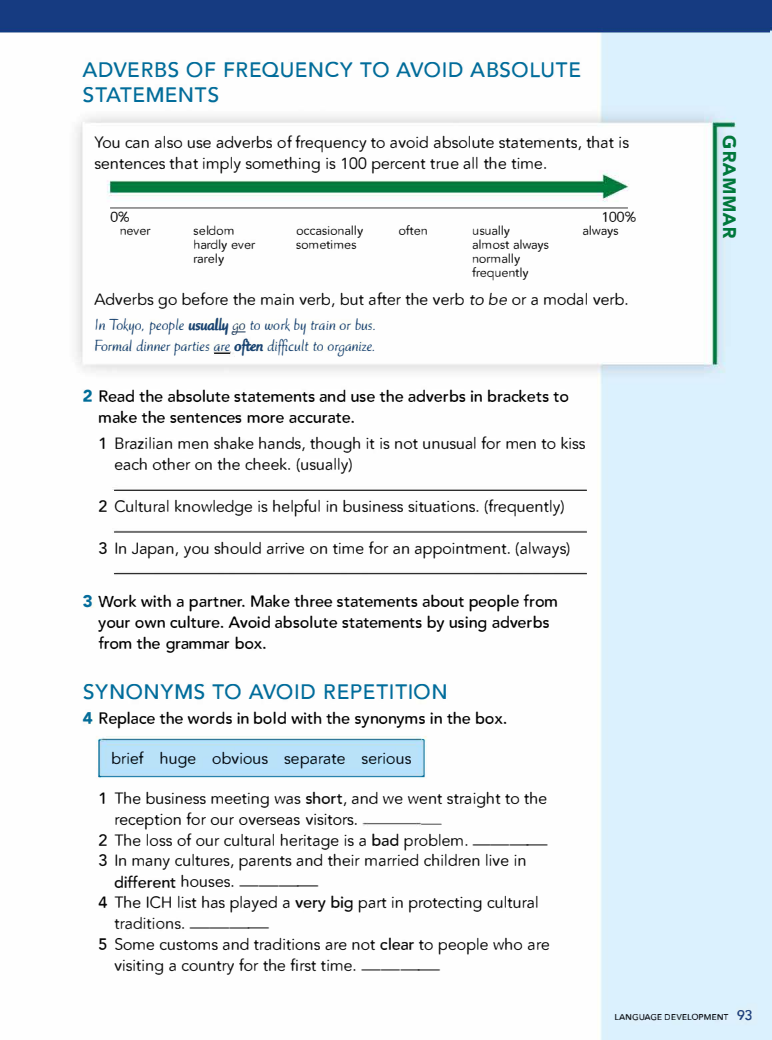 ADVERBS OF FREQUENCY TO AVOID ABSOLUTE
STATEMENTS
You can also use adverbs of frequency to avoid absolute statements, that is
sentences that imply something is 100 percent true all the time.
0% 100%
never seldom occasionally often usually always
hardly ever sometimes almost always
rarely normally
frequently
Adverbs go before the main verb, but after the verb to be or a modal verb.
In Tokyo, people usually go to work by train or bus.
Formal dinner parties are often difficult to organize.
GRAMMAR
2 Read the absolute statements and use the adverbs in brackets to
make the sentences more accurate.
1 Brazilian men shake hands, though it is not unusual for men to kiss
each other on the cheek. (usually)
2 Cultural knowledge is helpful in business situations. (frequently)
3 In Japan, you should arrive on time for an appointment. (always)
3 Work with a partner. Make three statements about people from
your own culture. Avoid absolute statements by using adverbs
from the grammar box.
SYNONYMS TO AVOID REPETITION
4 Replace the words in bold with the synonyms in the box.
brief huge obvious separate serious
1 The business meeting was short, and we went straight to the
reception for our overseas visitors. ________
2 The loss of our cultural heritage is a bad problem. ________
3 In many cultures, parents and their married children live in
different houses. ________
4 The ICH list has played a very big part in protecting cultural
traditions. ________
5 Some customs and traditions are not clear to people who are
visiting a country for the first time. ________
LANGUAGE DEVELOPMENT 93